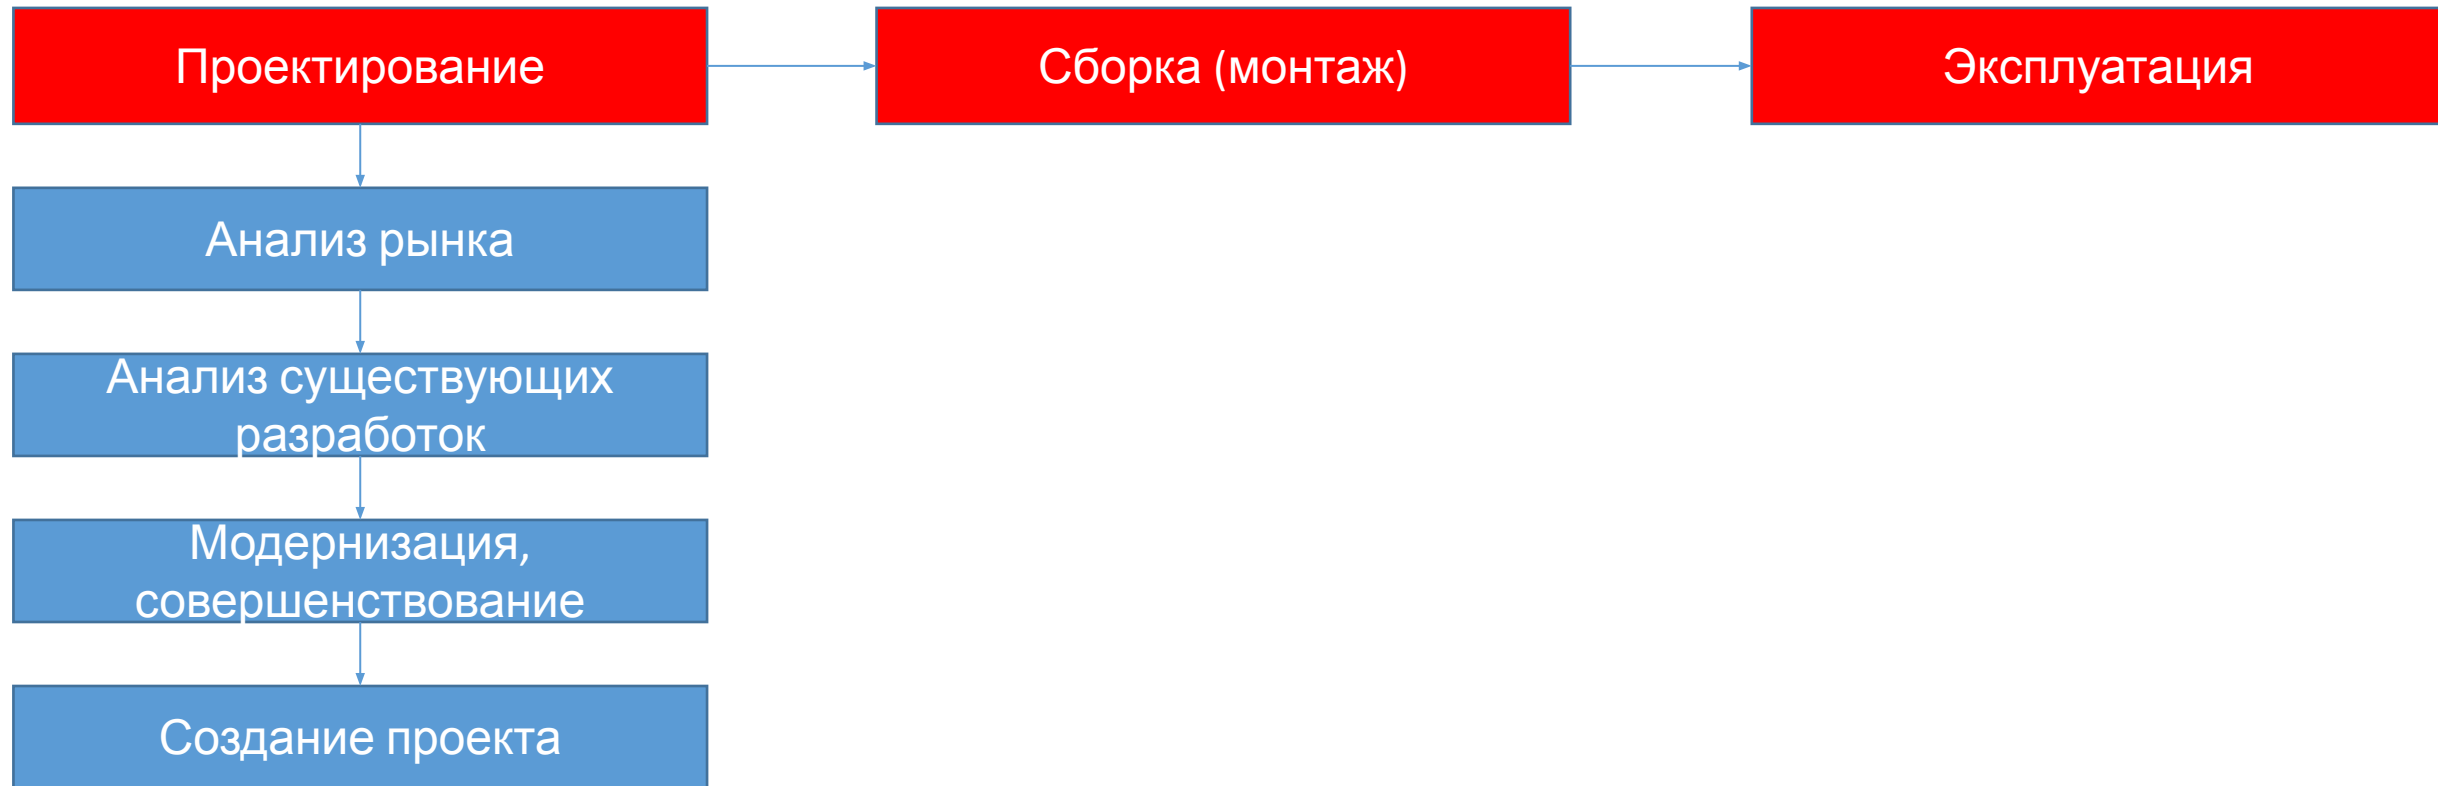 Проектирование
Сборка (монтаж)
Эксплуатация
Анализ рынка
Анализ существующих
разработок
Модернизация,
совершенствование
Создание проекта